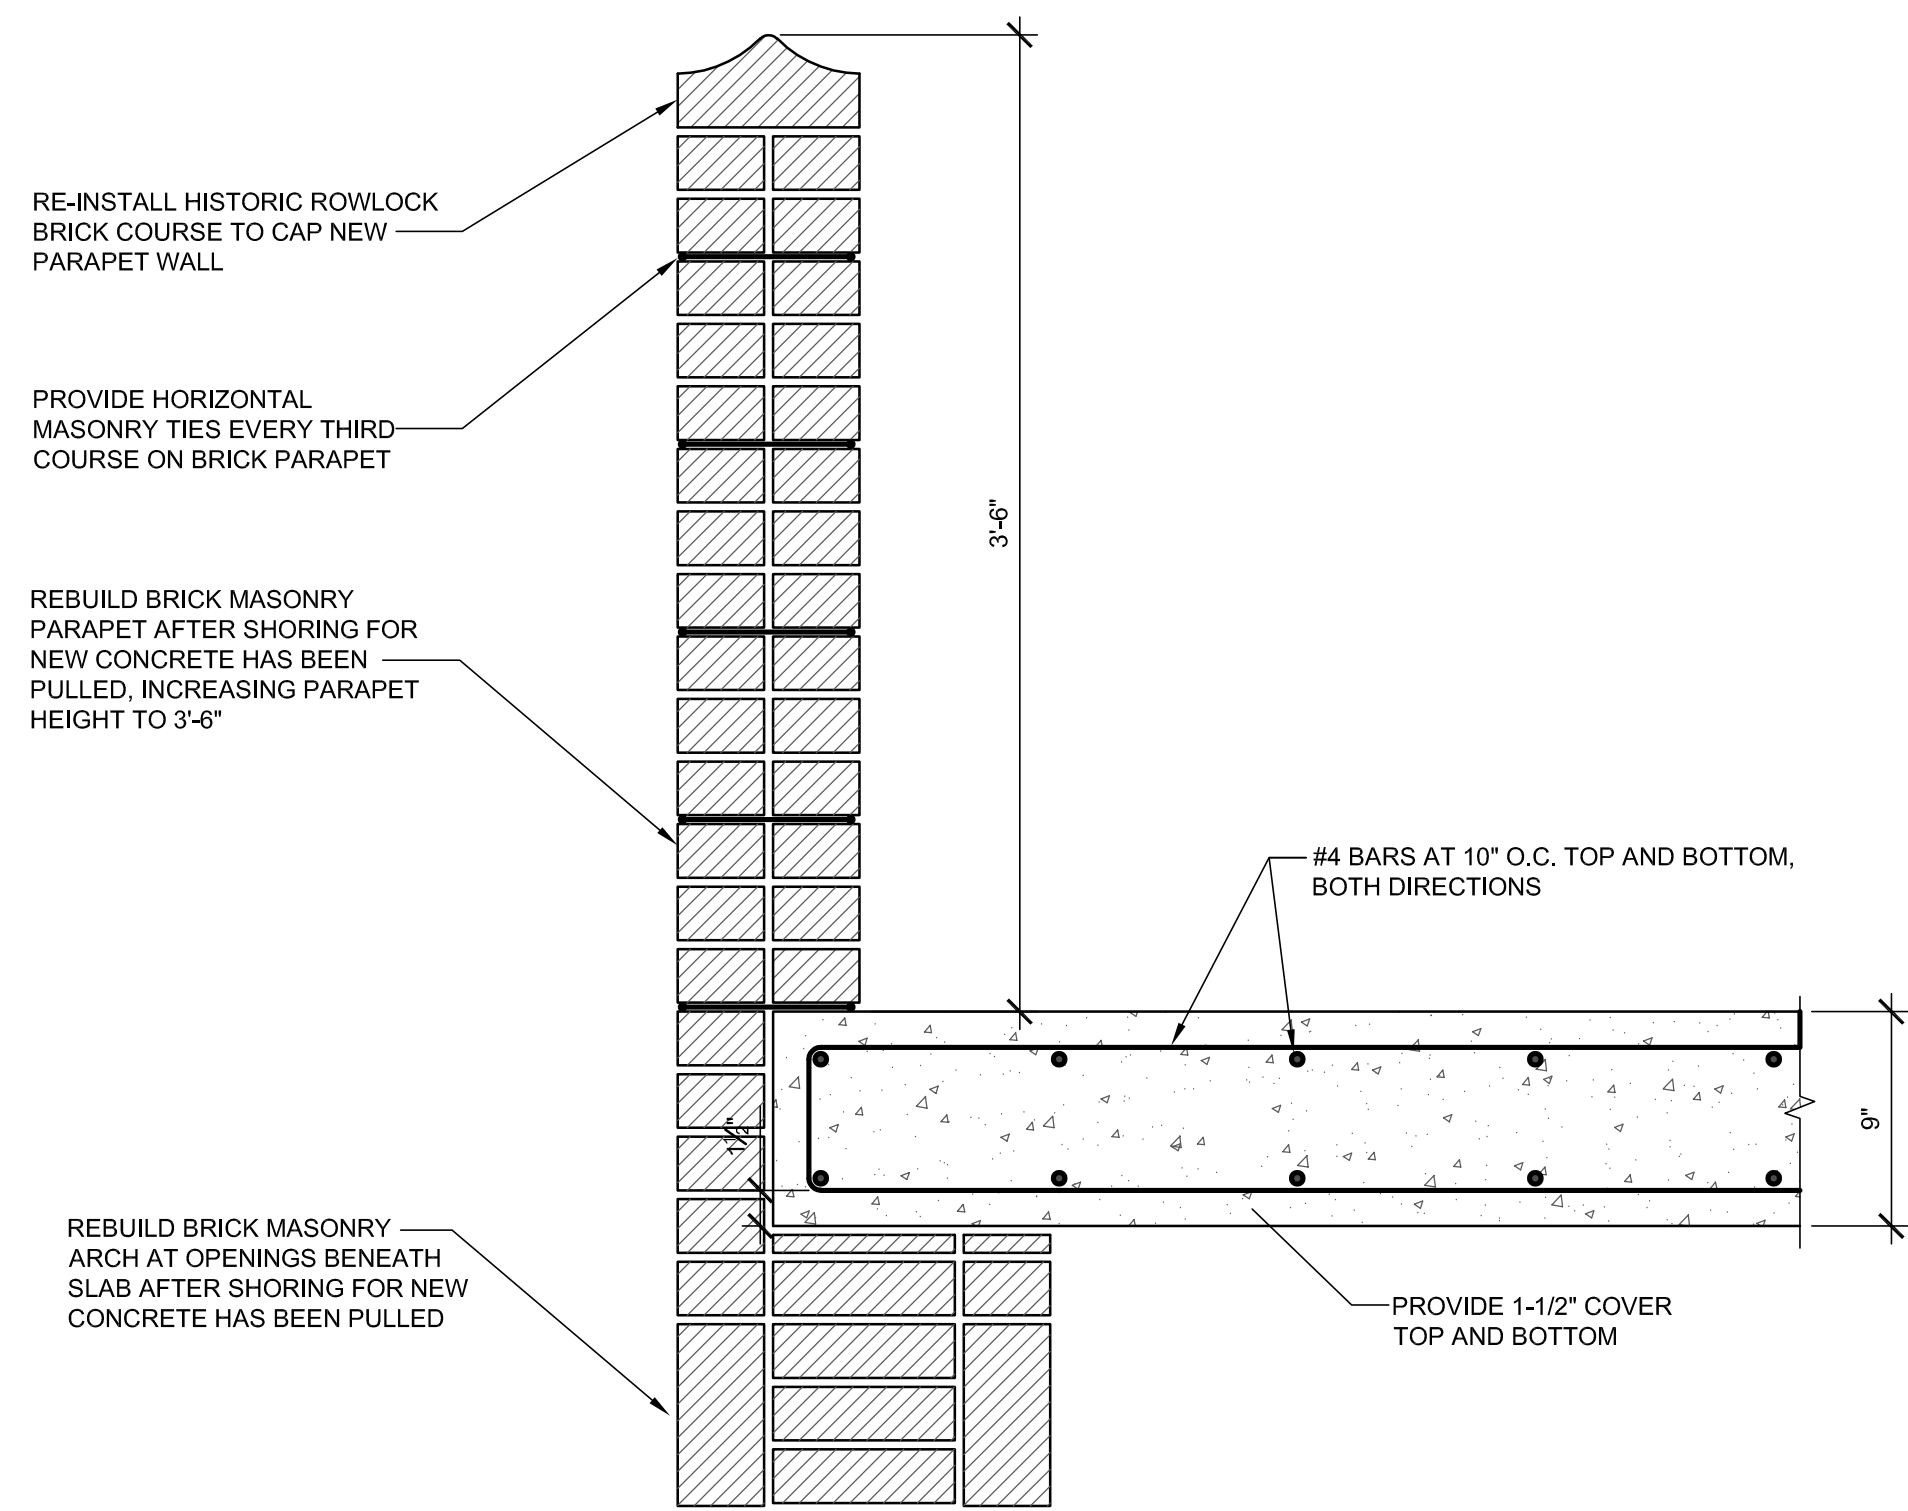 RE-INSTALL HISTORIC ROWLOCK
BRICK COURSE TO CAP NEW
PARAPET WALL
PROVIDE HORIZONTAL
MASONRY TIES EVERY THIRD
COURSE ON BRICK PARAPET
3'-6"
REBUILD BRICK MASONRY
PARAPET AFTER SHORING FOR
NEW CONCRETE HAS BEEN
PULLED, INCREASING PARAPET
HEIGHT TO 3'-6"
#4 BARS AT 10" O.C. TOP AND BOTTOM,
BOTH DIRECTIONS
1½"
9"
REBUILD BRICK MASONRY
ARCH AT OPENINGS BENEATH
SLAB AFTER SHORING FOR NEW
CONCRETE HAS BEEN PULLED
PROVIDE 1-1/2" COVER
TOP AND BOTTOM